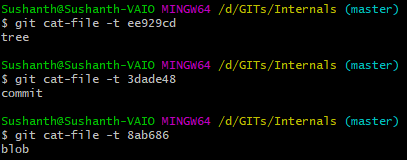 Sushanth@Sushanth-VAIO MINGW64 /d/GITs/Internals (master)
$ git cat-file -t ee929cd
tree
Sushanth@Sushanth-VAIO MINGW64 /d/GITs/Internals (master)
$ git cat-file -t 3dade48
commit
Sushanth@Sushanth-VAIO MINGW64 /d/GITs/Internals (master)
$ git cat-file -t 8ab686
blob